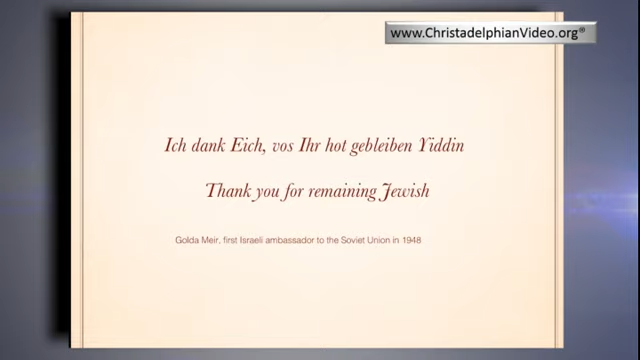 www.ChristadelphianVideo.org®
Ich dank Eich, vos Ihr hot gebleiben Yiddin
Thank you for remaining Jewish
Golda Meir, first Israeli ambassador to the Soviet Union in 1948